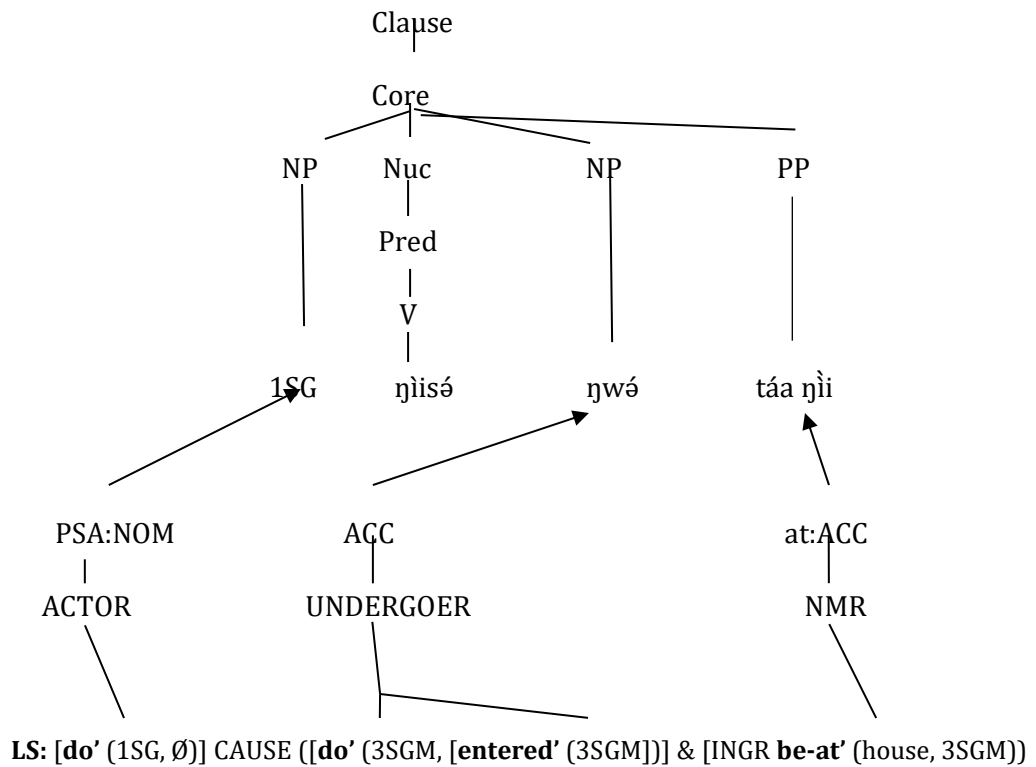 Clause
Core
NP Nuc NP PP
Pred
V
1SG ŋìisə́ ŋwə́ táa ŋı̏i
PSA:NOM ACC at:ACC
ACTOR UNDERGOER NMR
LS: [do’ (1SG, Ø)] CAUSE ([do’ (3SGM, [entered’ (3SGM])] & [INGR be-at’ (house, 3SGM))